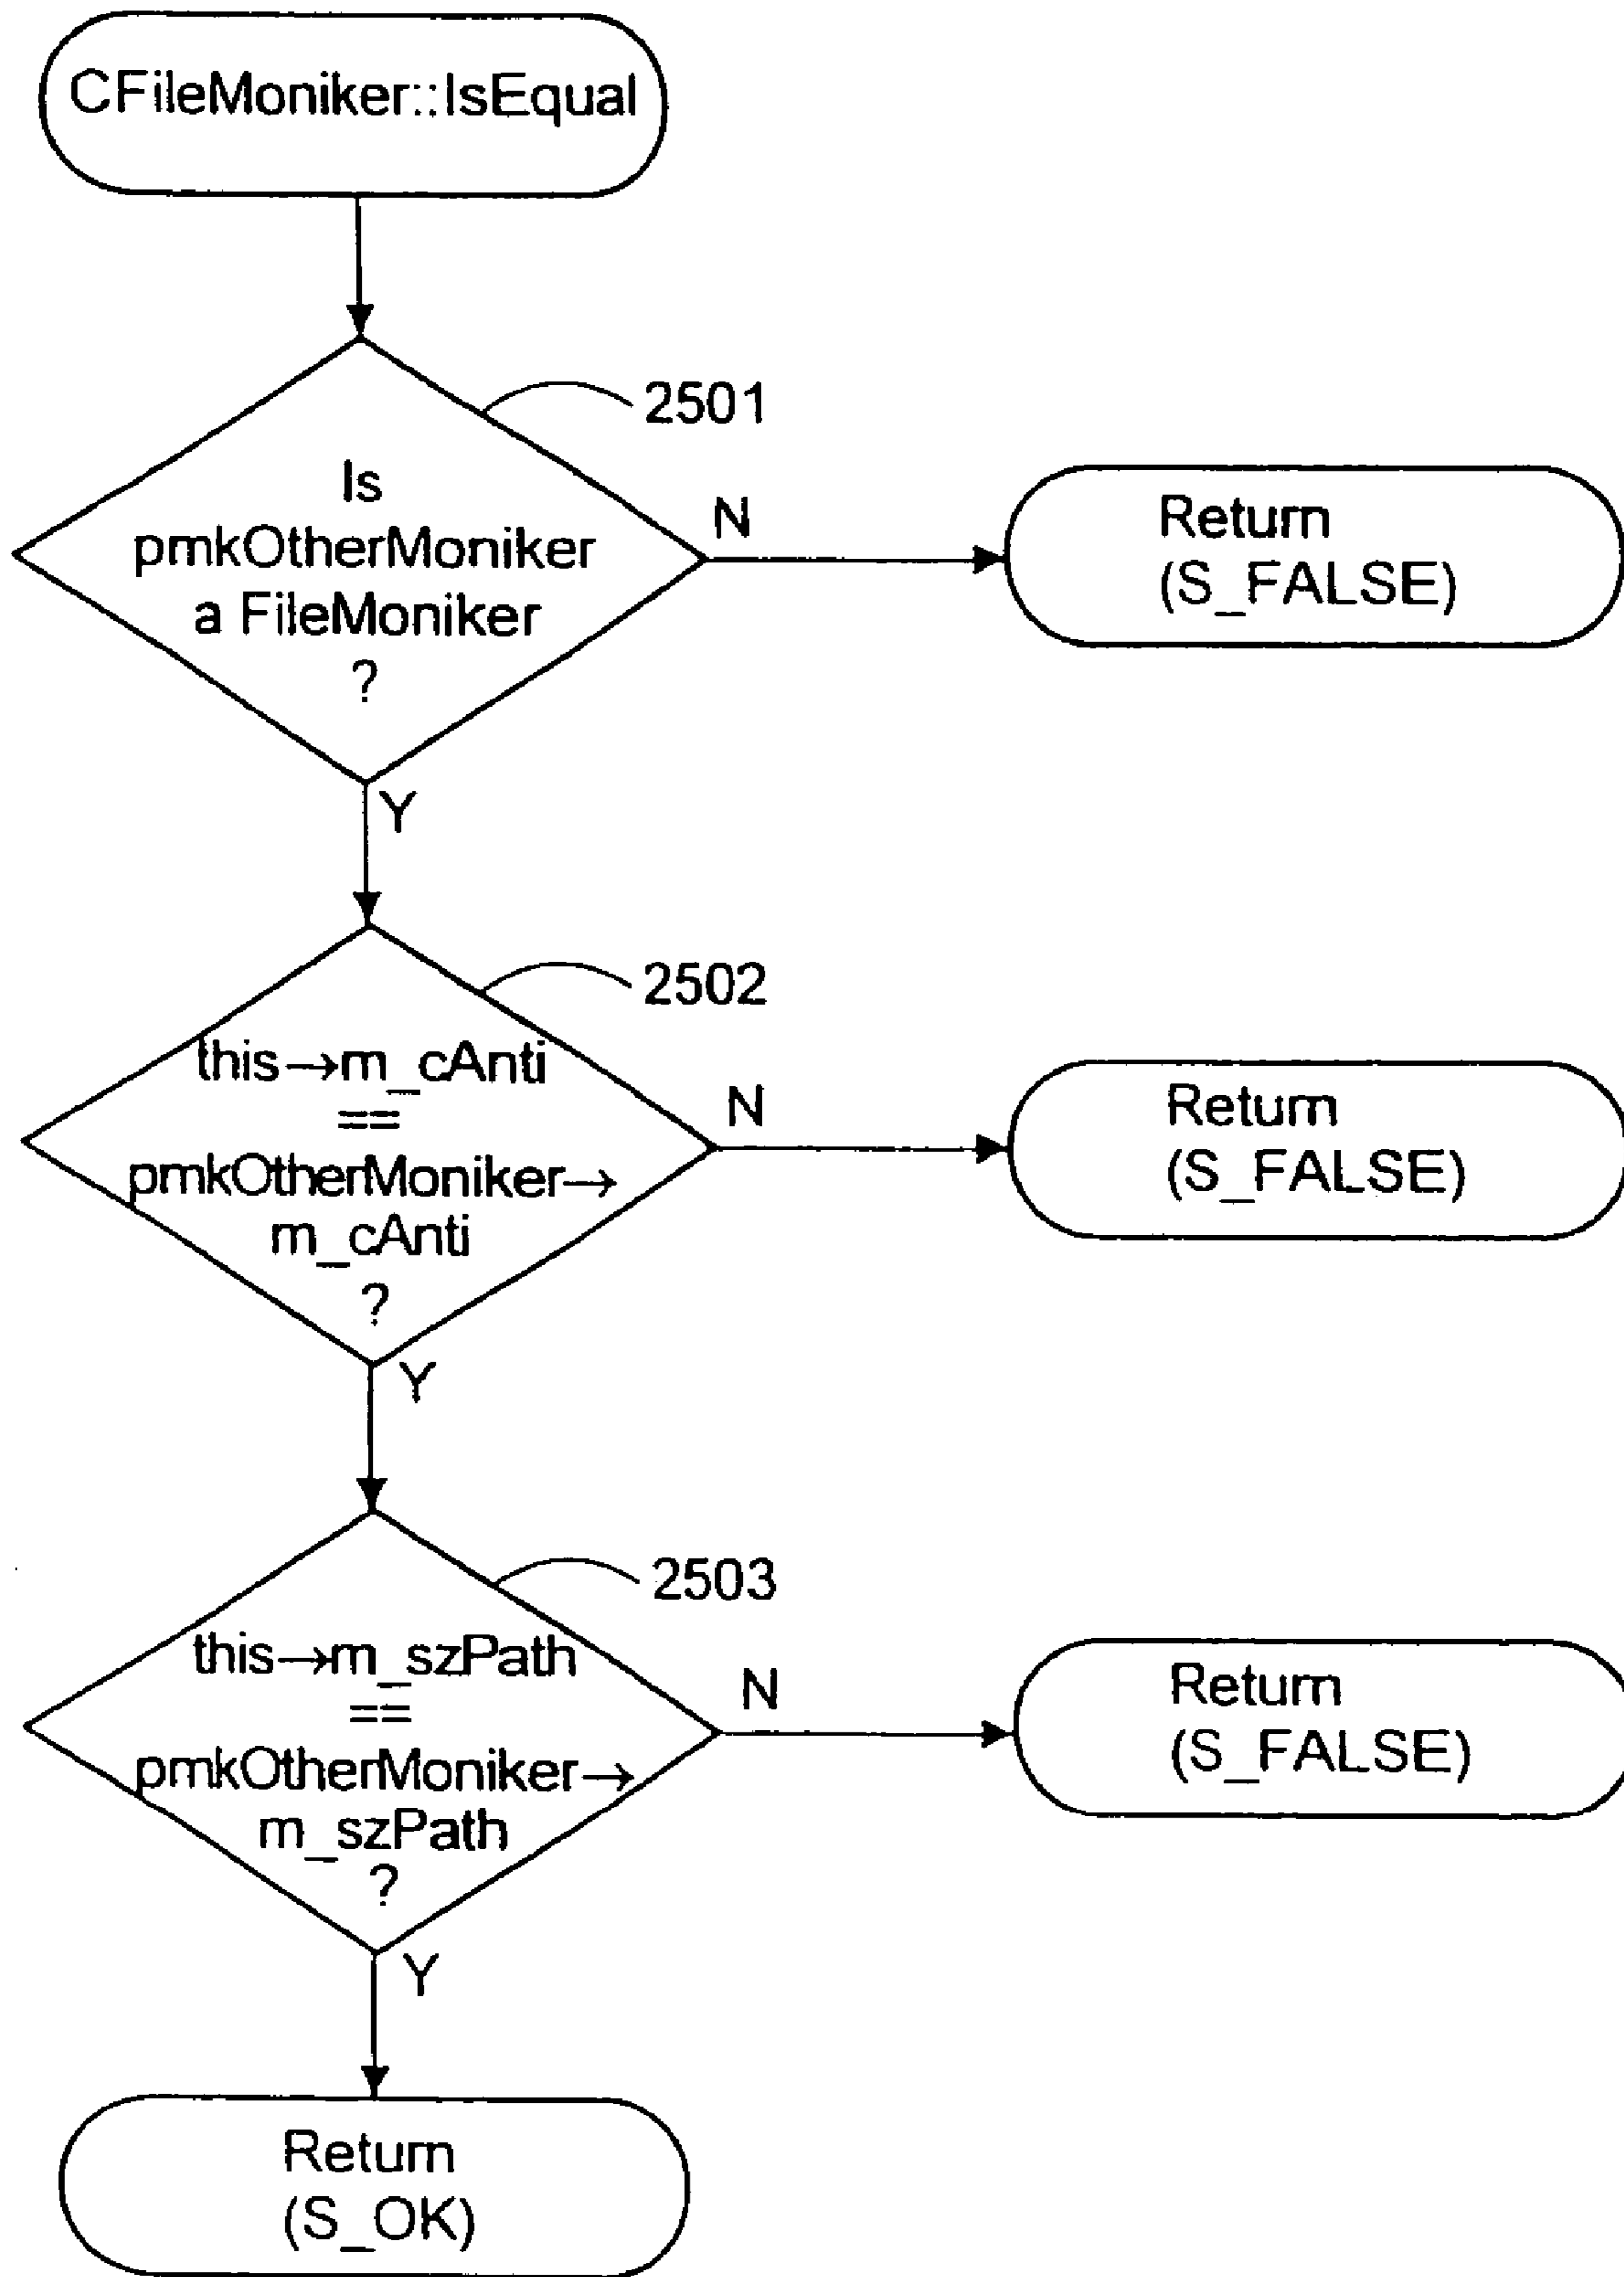 CFileMoniker::IsEqual
2501
Is
pmkOtherMoniker
a FileMoniker
?
N
Return
(S_FALSE)
Y
2502
this→m_cAnti
==
pmkOtherMoniker→
m_cAnti
?
N
Return
(S_FALSE)
Y
2503
this→m_szPath
==
pmkOtherMoniker→
m_szPath
?
N
Return
(S_FALSE)
Y
Return
(S_OK)